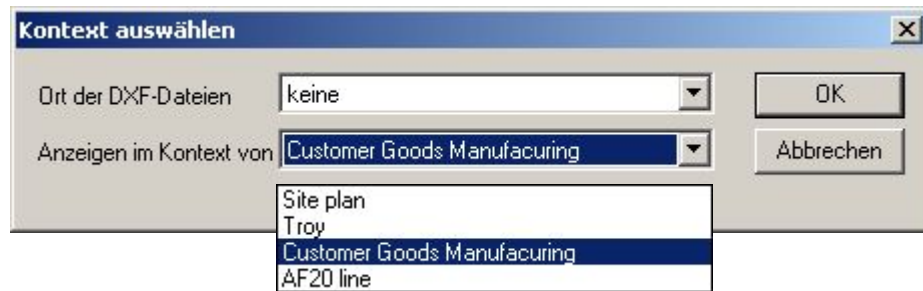 Kontext auswählen
Ort der DXF-Dateien keine OK
Anzeigen im Kontext von Customer Goods Manufacuring Abbrechen
Site plan
Troy
Customer Goods Manufacuring
AF20 line